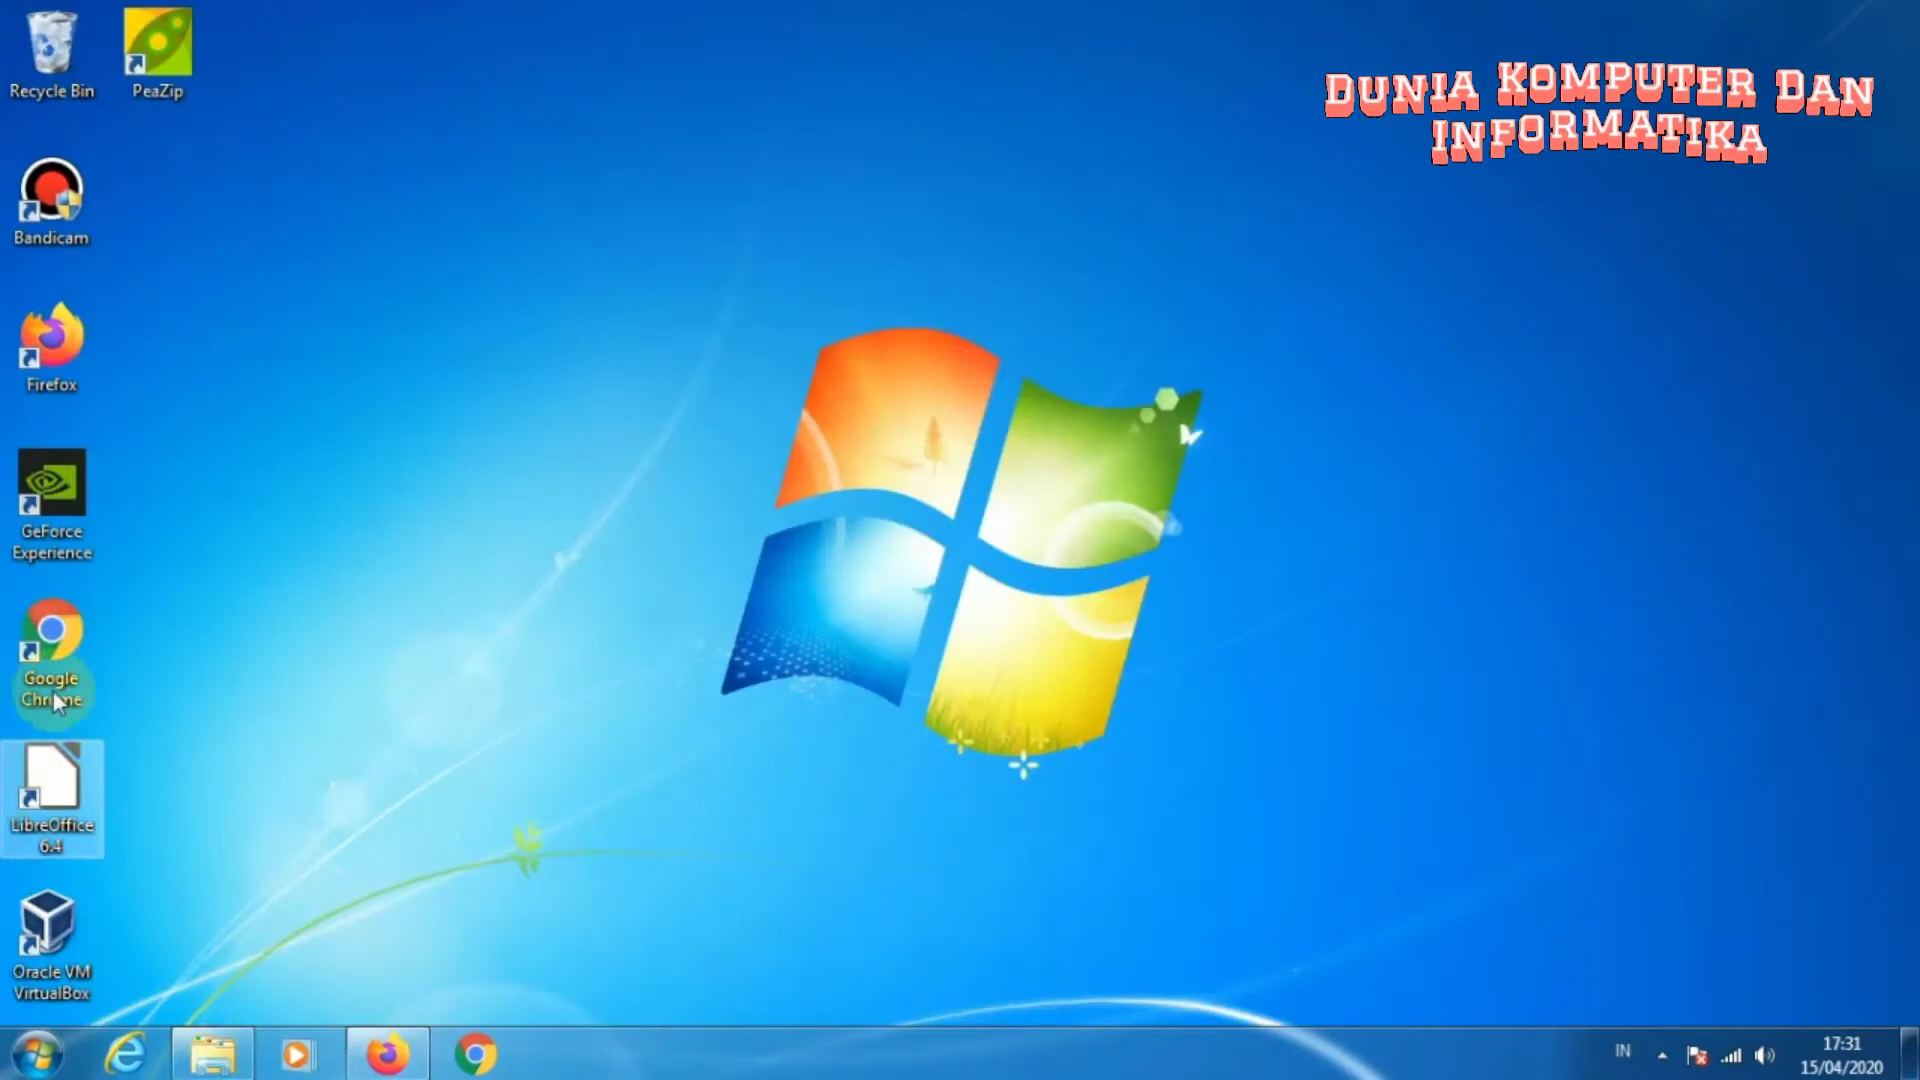 Recycle Bin
PeaZip
DUNIA KOMPUTER DAN
INFORMATIKA
Bandicam
Firefox
GeForce
Experience
Google
Chrome
LibreOffice
6.4
Oracle VM
VirtualBox
IN
17:31
15/04/2020